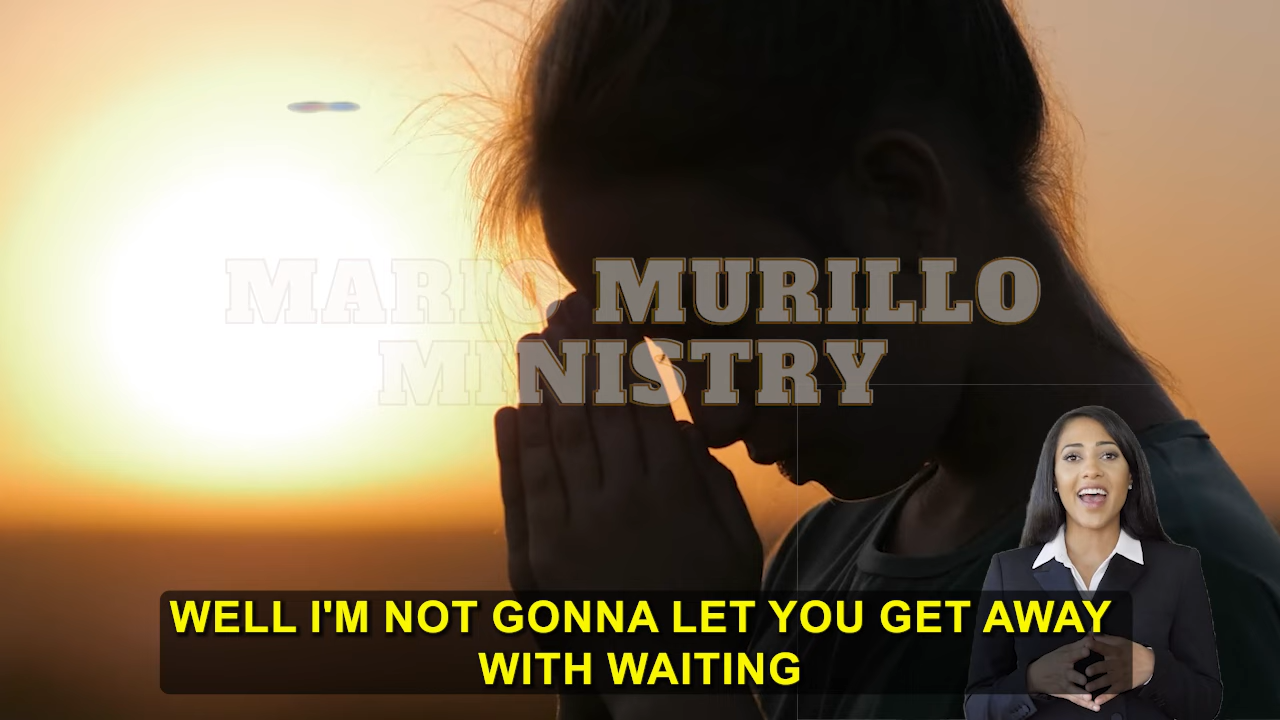 MARIO MURILLO
MINISTRY
WELL I'M NOT GONNA LET YOU GET AWAY
WITH WAITING